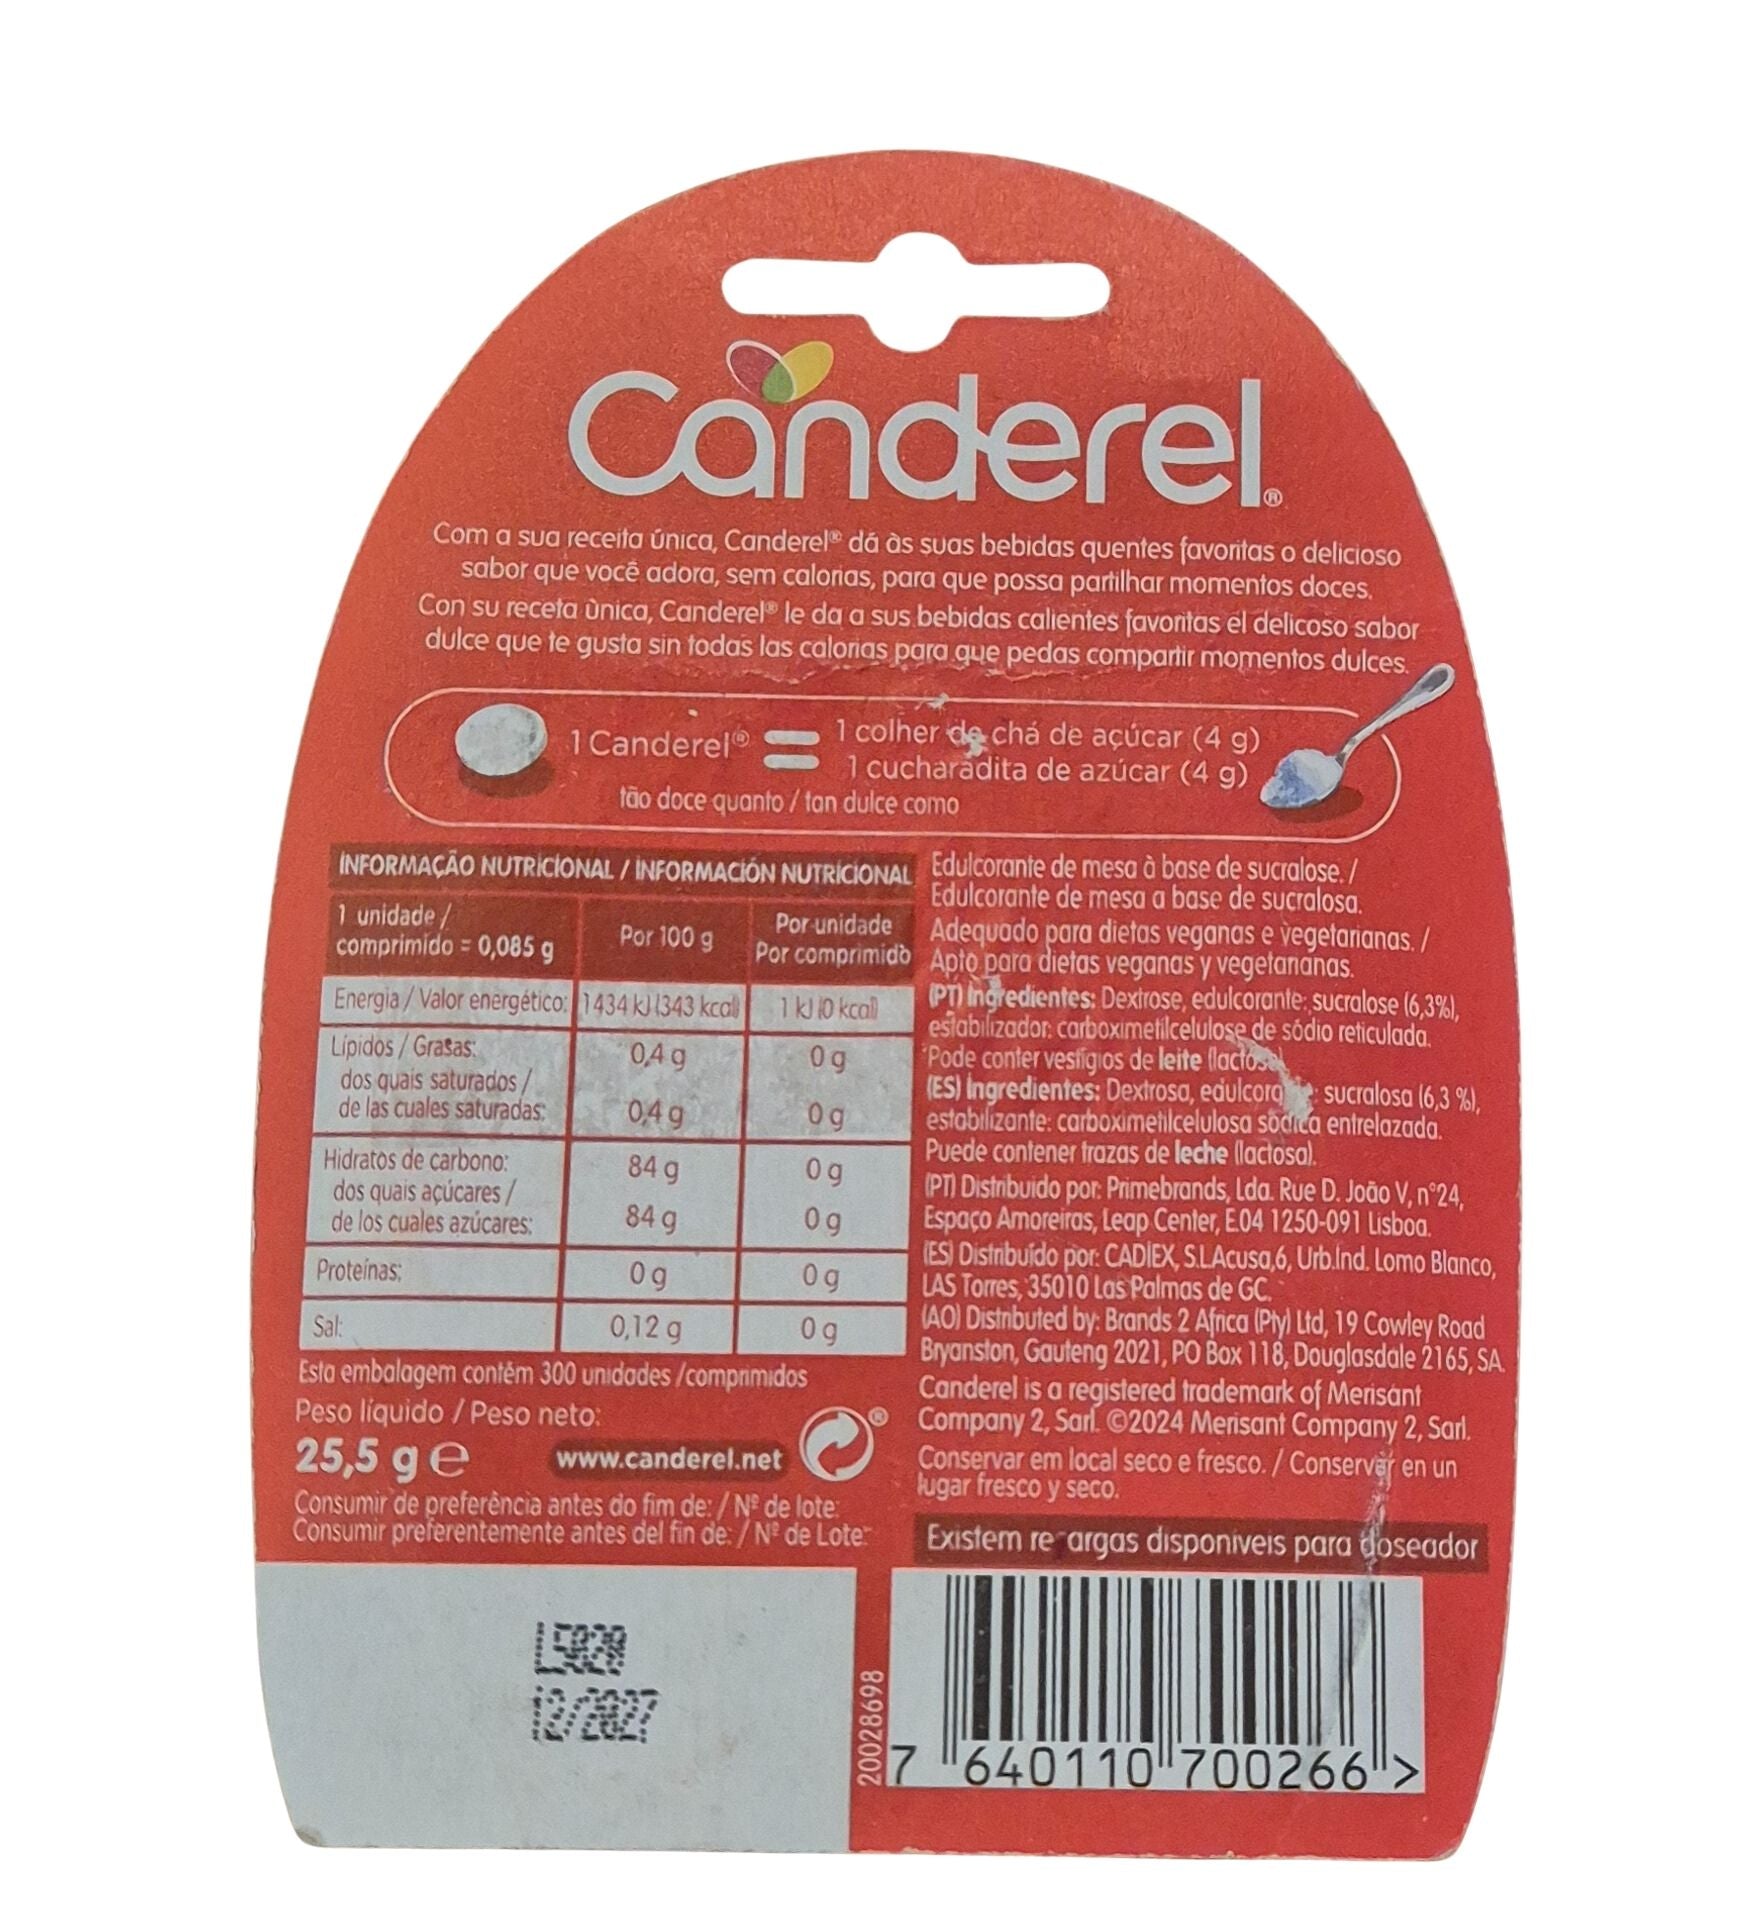 Canderel®
Com a sua receita única, Canderel® dá às suas bebidas quentes favoritas o delicioso
sabor que você adora, sem calorias, para que possa partilhar momentos doces.
Con su receta ùnica, Canderel® le da a sus bebidas calientes favoritas el delicoso sabor
dulce que te gusta sin todas las calorias para que pedas compartir momentos dulces.
1 Canderel® = 1 colher de chá de açúcar (4 g)
1 cucharadita de azúcar (4 g)
tão doce quanto / tan dulce como
INFORMAÇÃO NUTRICIONAL / INFORMACIÓN NUTRICIONAL
1 unidade / comprimido = 0,085 g | Por 100 g | Por unidade Por comprimido
Energia / Valor energético: 1434 kJ (343 kcal) 1 kJ (0 kcal)
Lípidos / Grasas: 0,4 g 0 g
dos quais saturados /
de las cuales saturadas: 0,4 g 0 g
Hidratos de carbono: 84 g 0 g
dos quais açúcares /
de los cuales azúcares: 84 g 0 g
Proteínas: 0 g 0 g
Sal: 0,12 g 0 g
Esta embalagem contém 300 unidades /comprimidos
Peso líquido / Peso neto:
25,5 g e
www.canderel.net
®
Consumir de preferência antes do fim de: / Nº de lote:
Consumir preferentemente antes del fin de: / Nº de Lote:
12/2027
Edulcorante de mesa à base de sucralose. /
Edulcorante de mesa a base de sucralosa.
Adequado para dietas veganas e vegetarianas. /
Apto para dietas veganas y vegetananas.
(PT) Ingredientes: Dextrose, edulcorante: sucralose (6,3%),
estabilizador: carboximetilcelulose de sódio reticulada.
Pode conter vestígios de leite (lactose).
(ES) Ingredientes: Dextrosa, edulcorante: sucralosa (6,3 %),
estabilizante: carboximetilcelulosa sódica entrelazada.
Puede contener trazas de leche (lactosa).
(PT) Distribuido por: Primebrands, Lda. Rue D. João V, n°24,
Espaço Amoreiras, Leap Center, E.04 1250-091 Lisboa.
(ES) Distribuído por: CADIEX, S.L.Acusa,6, Urb.Ind. Lomo Blanco,
LAS Torres, 35010 Las Palmas de GC.
(AO) Distributed by: Brands 2 Africa (Pty) Ltd, 19 Cowley Road
Bryanston, Gauteng 2021, PO Box 118, Douglasdale 2165, SA.
Canderel is a registered trademark of Merisant
Company 2, Sarl. ©2024 Merisant Company 2, Sarl.
Conservar em local seco e fresco. / Conservar en un
lugar fresco y seco.
Existem recargas disponiveis para doseador
20028698
7 640110 700266 >